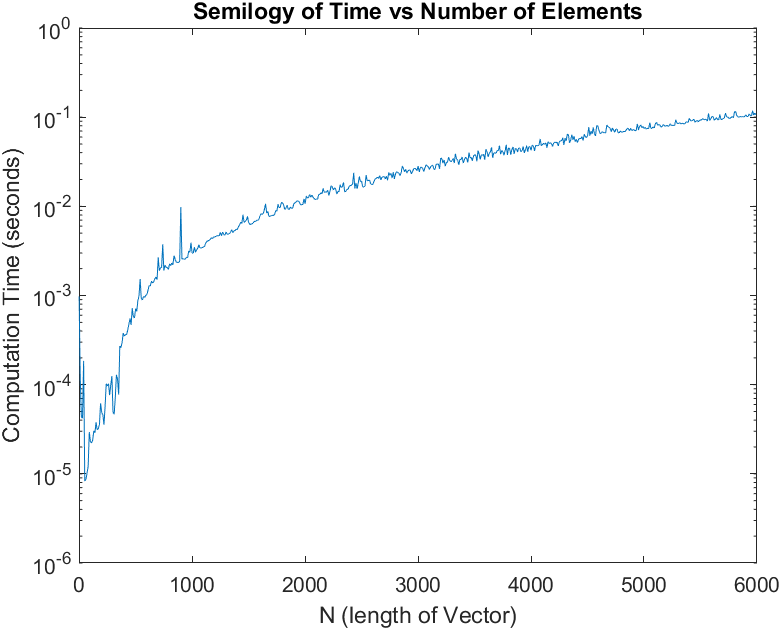 Semilogy of Time vs Number of Elements
10^0
10^-1
10^-2
10^-3
10^-4
10^-5
10^-6
Computation Time (seconds)
0 1000 2000 3000 4000 5000 6000
N (length of Vector)